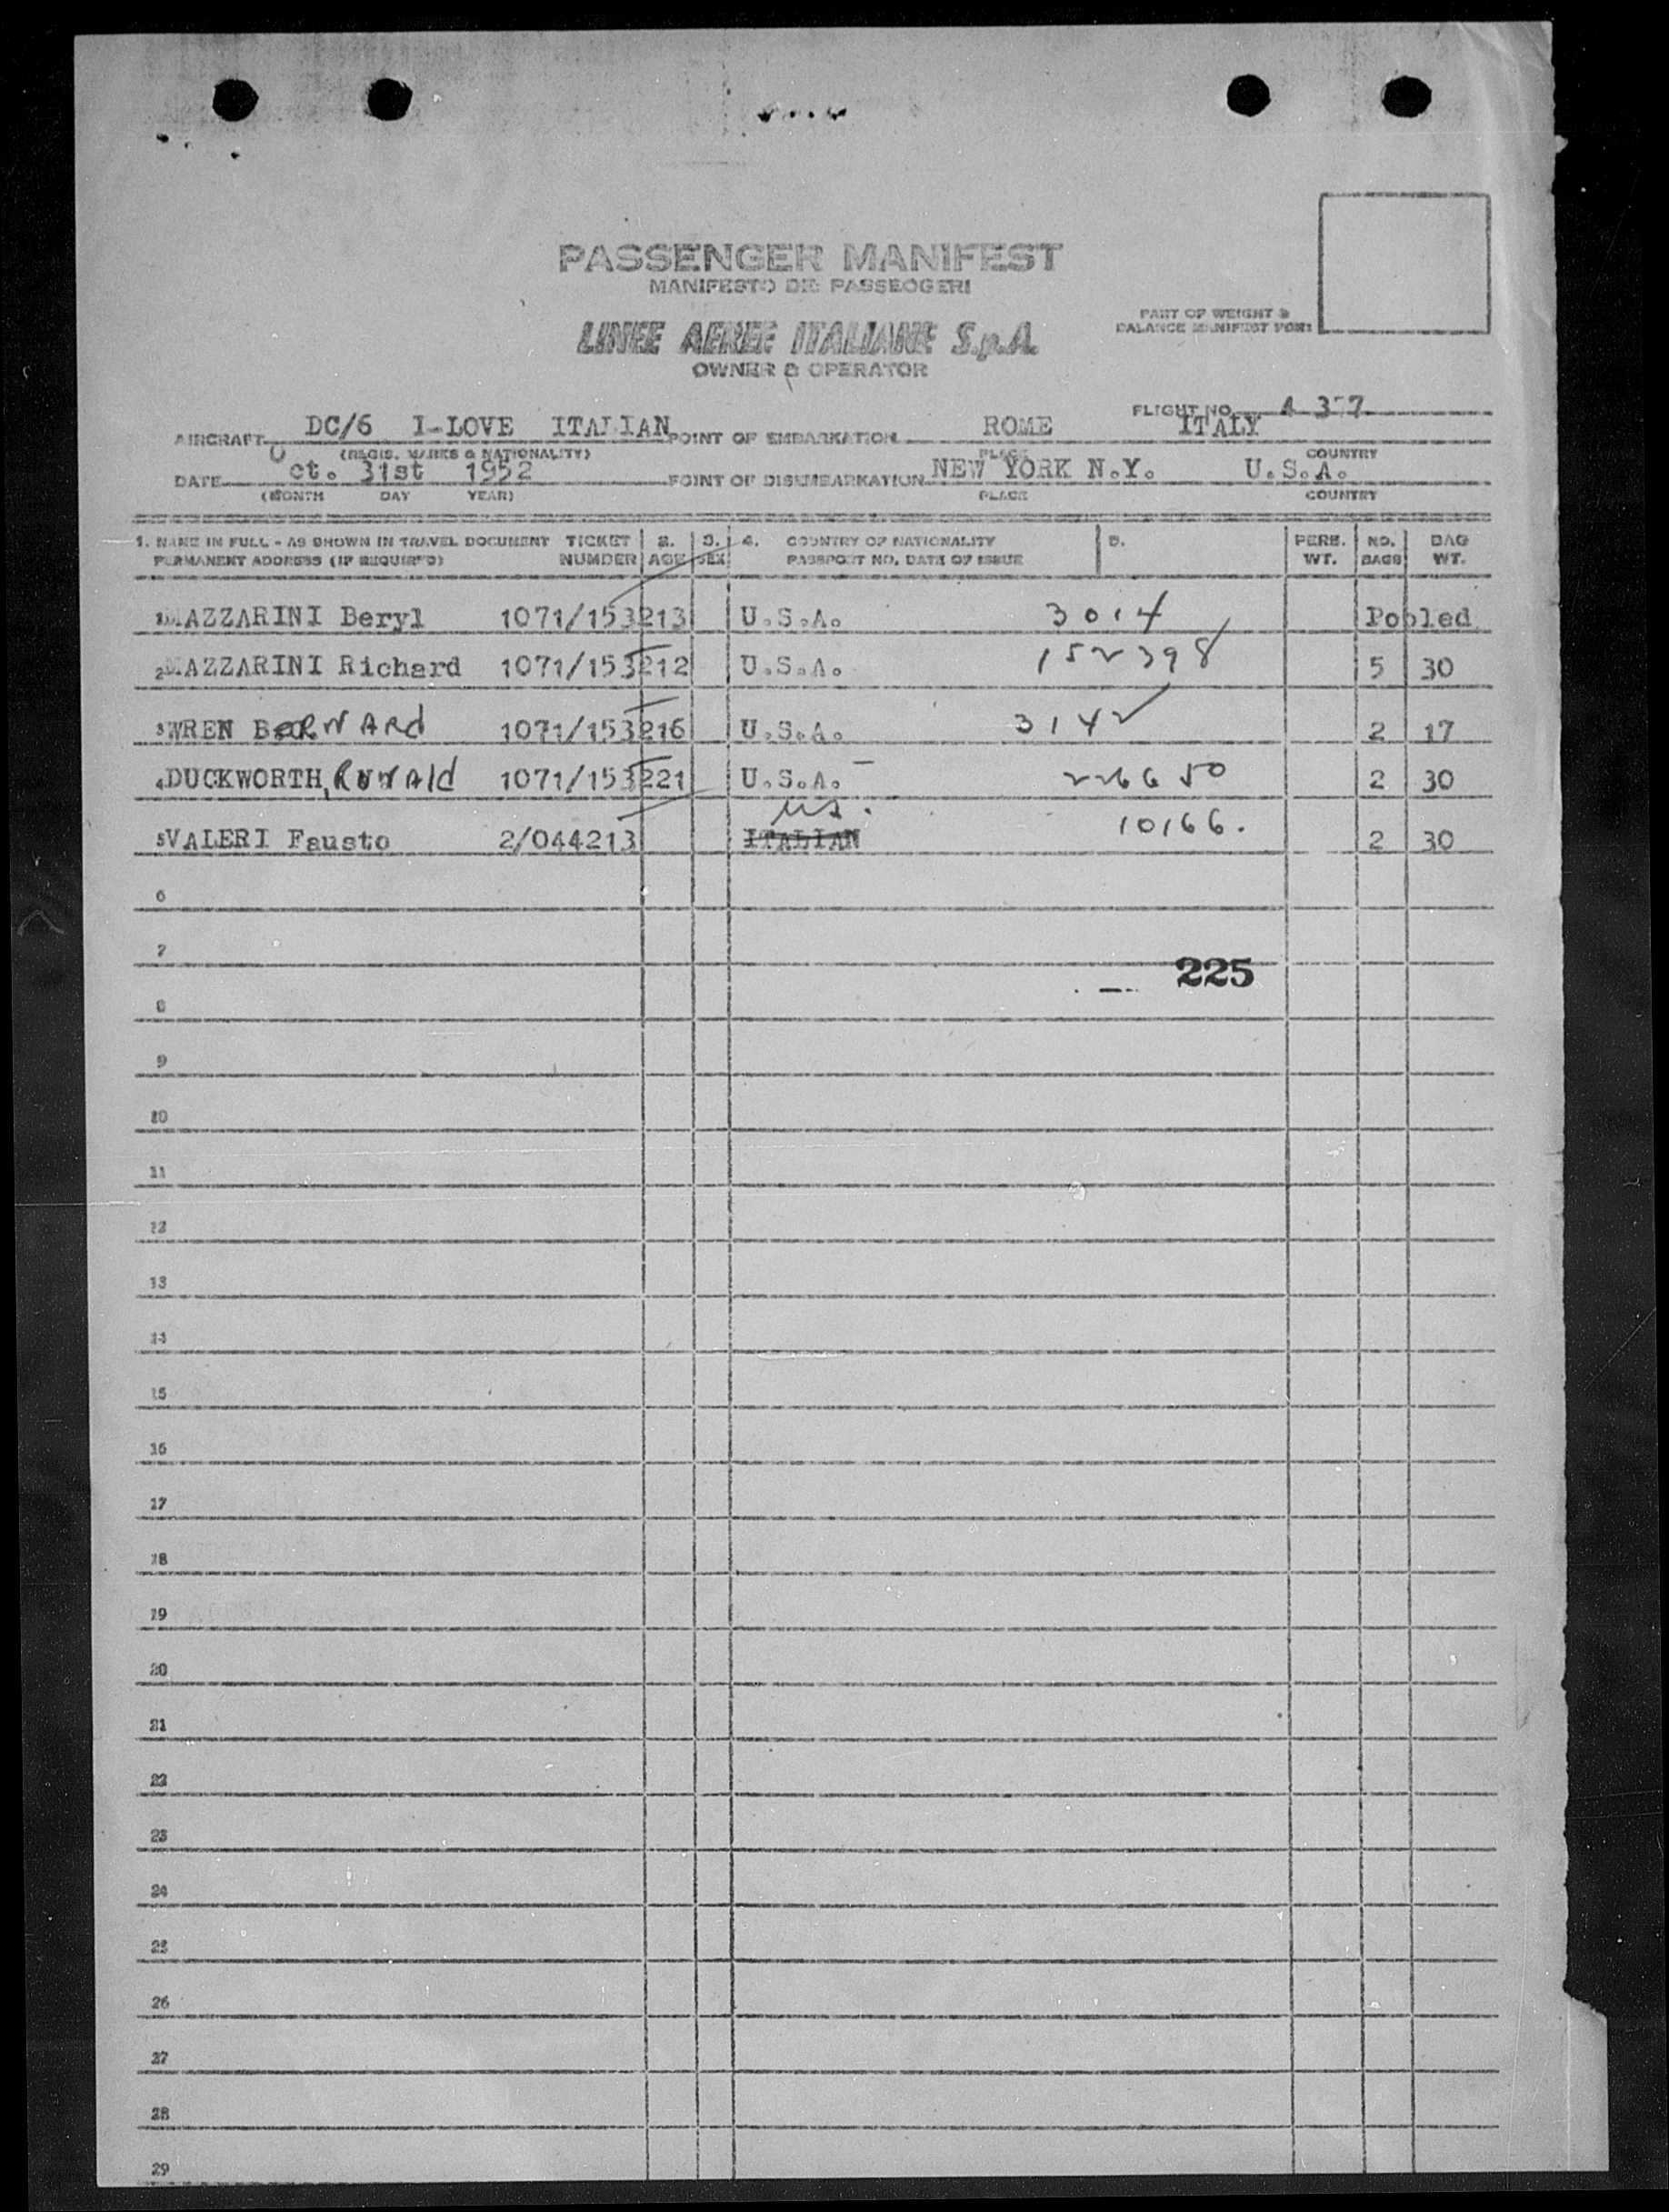 PASSENGER MANIFEST
MANIFESTO DEI PASSEGGERI
LINEE AEREE ITALIANE S.p.A.
OWNER & OPERATOR
PART OF WEIGHT &
BALANCE MANIFEST FOR:
FLIGHT NO. 4 377
AIRCRAFT DC/6 I-LOVE ITALIAN POINT OF EMBARKATION ROME ITALY
(REGIS. MARKS & NATIONALITY) PLACE COUNTRY
DATE Oct. 31st 1952 POINT OF DISEMBARKATION NEW YORK N.Y. U.S.A.
(MONTH DAY YEAR) PLACE COUNTRY
1. NAME IN FULL - AS SHOWN IN TRAVEL DOCUMENT TICKET 2. 3. 4. COUNTRY OF NATIONALITY 5. PERS. NO. BAG
PERMANENT ADDRESS (IF REQUIRED) NUMBER AGE SEX PASSPORT NO. DATE OF ISSUE WT. BAGS WT.
1 MAZZARINI Beryl 1071/153213 U.S.A. 3014 Pooled
2 MAZZARINI Richard 1071/153212 U.S.A. 152398 5 30
3 WREN BERNARd 1071/153216 U.S.A. 3142 2 17
4 DUCKWORTH, RONAld 1071/153221 U.S.A. 226650 2 30
us.
5 VALERI Fausto 2/044213 ITALIAN 10166. 2 30
6
7
225
8
9
10
11
12
13
14
15
16
17
18
19
20
21
22
23
24
25
26
27
28
29